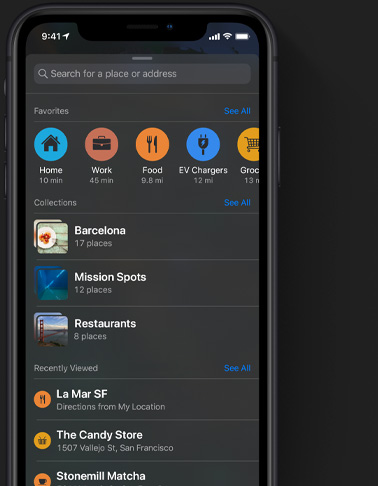 9:41
Search for a place or address
Favorites See All
Home Work Food EV Chargers Groc
10 min 45 min 9.8 mi 12 mi 13 m
Collections See All
Barcelona
17 places
Mission Spots
12 places
Restaurants
8 places
Recently Viewed See All
La Mar SF
Directions from My Location
The Candy Store
1507 Vallejo St, San Francisco
Stonemill Matcha